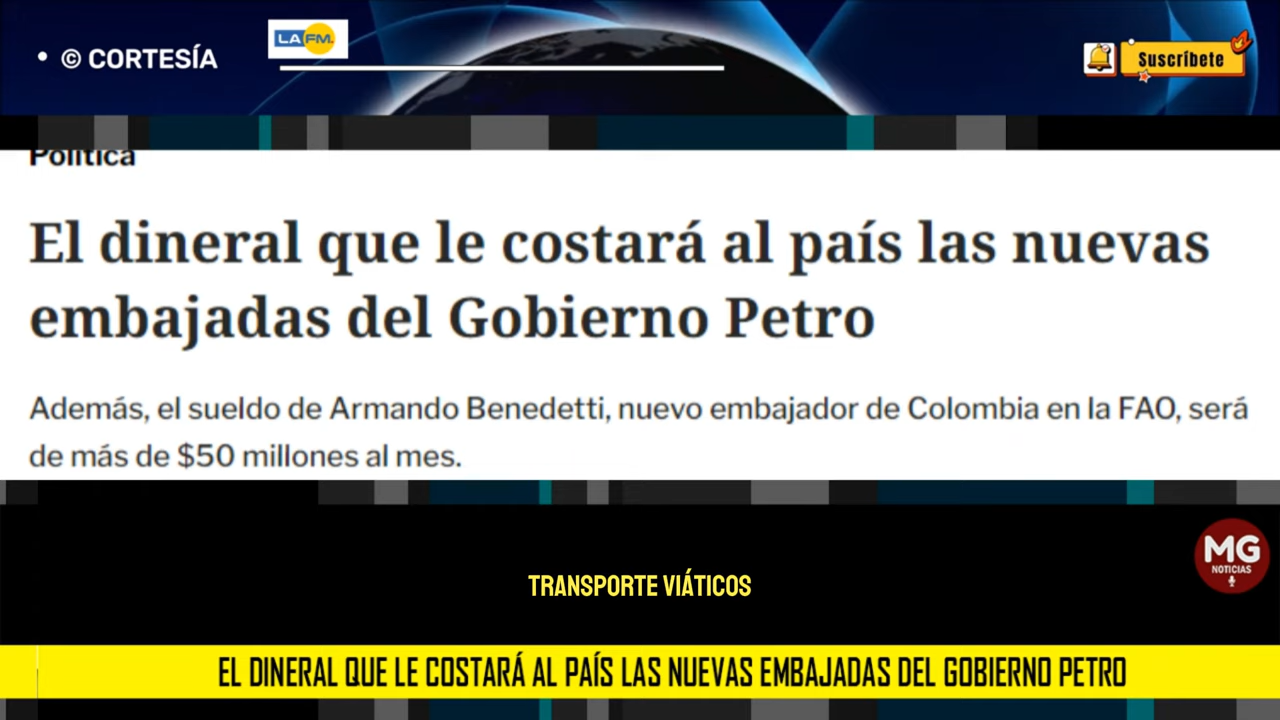 • © CORTESÍA
LA FM.
Suscríbete
Política
El dineral que le costará al país las nuevas
embajadas del Gobierno Petro
Además, el sueldo de Armando Benedetti, nuevo embajador de Colombia en la FAO, será
de más de $50 millones al mes.
MG
NOTICIAS
TRANSPORTE VIÁTICOS
EL DINERAL QUE LE COSTARÁ AL PAÍS LAS NUEVAS EMBAJADAS DEL GOBIERNO PETRO